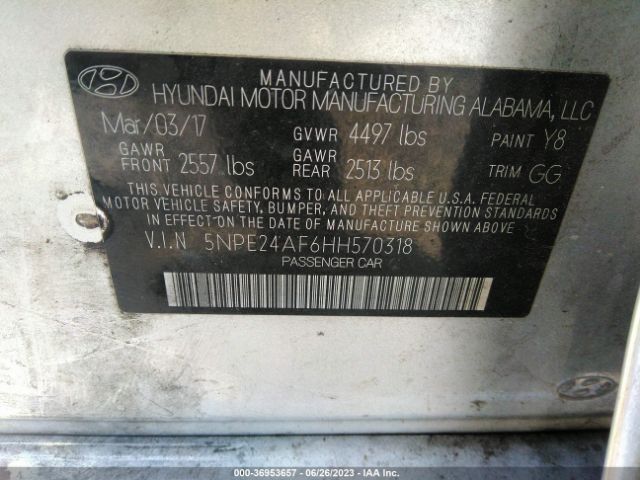 MANUFACTURED BY
HYUNDAI MOTOR MANUFACTURING ALABAMA, LLC
Mar/03/17 GVWR 4497 lbs PAINT Y8
GAWR FRONT 2557 lbs GAWR REAR 2513 lbs TRIM GG
THIS VEHICLE CONFORMS TO ALL APPLICABLE U.S.A. FEDERAL
MOTOR VEHICLE SAFETY, BUMPER, AND THEFT PREVENTION STANDARDS
IN EFFECT ON THE DATE OF MANUFACTURE SHOWN ABOVE.
V.I.N 5NPE24AF6HH570318
PASSENGER CAR
000-36953657 - 06/26/2023 - IAA Inc.